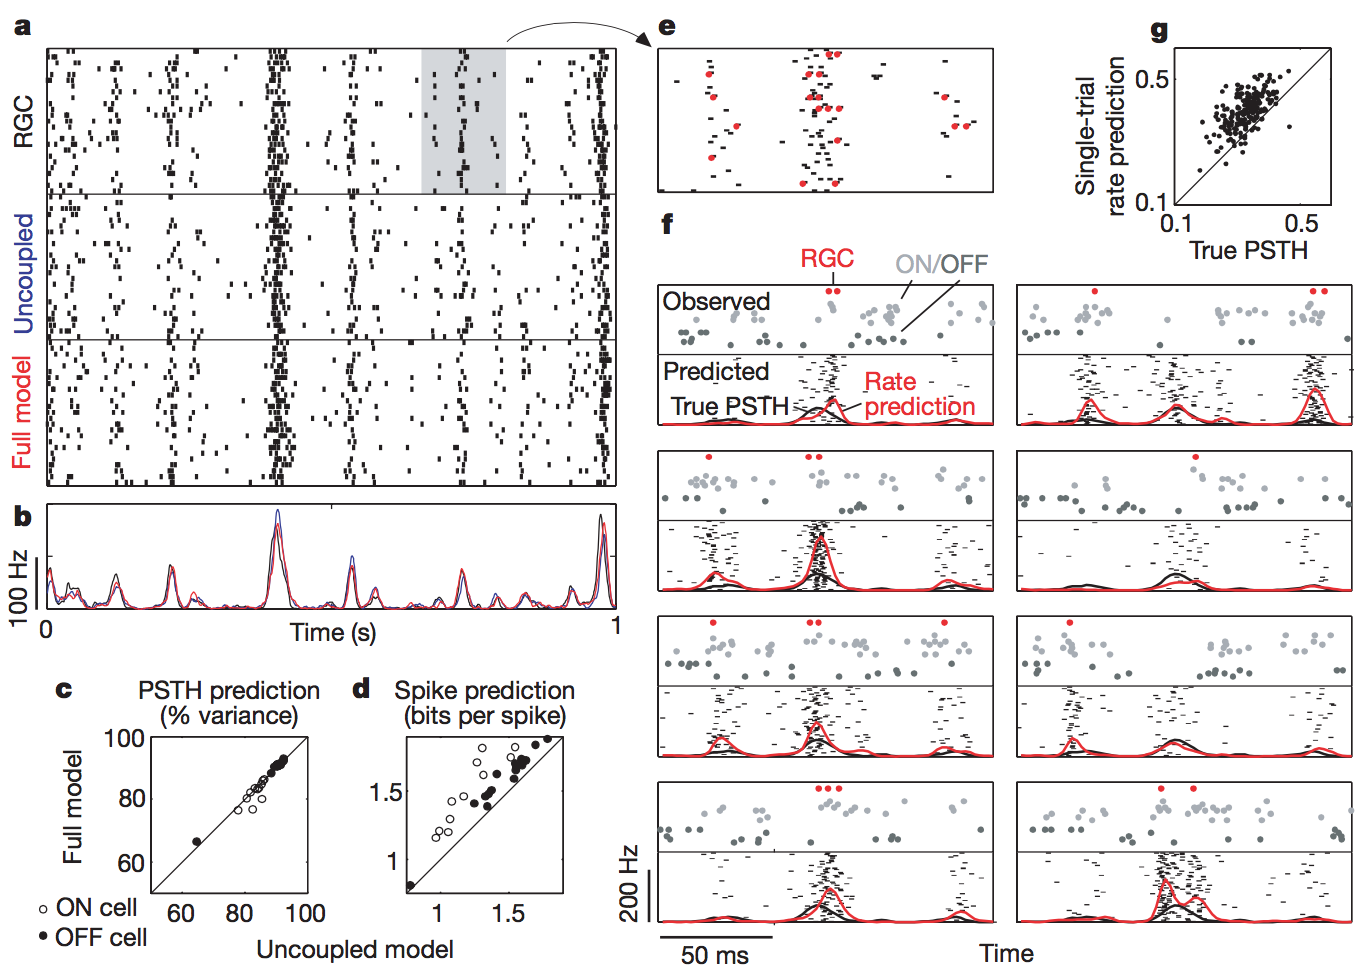 a
RGC
Uncoupled
Full model
b
100 Hz
0
Time (s)
1
c
PSTH prediction
(% variance)
100
80
60
Full model
60
80
100
ON cell
OFF cell
d
Spike prediction
(bits per spike)
1.5
1
1
1.5
Uncoupled model
e
g
Single-trial
rate prediction
0.5
0.1
0.1
0.5
True PSTH
f
RGC
ON/OFF
Observed
Predicted
True PSTH
Rate
prediction
200 Hz
50 ms
Time